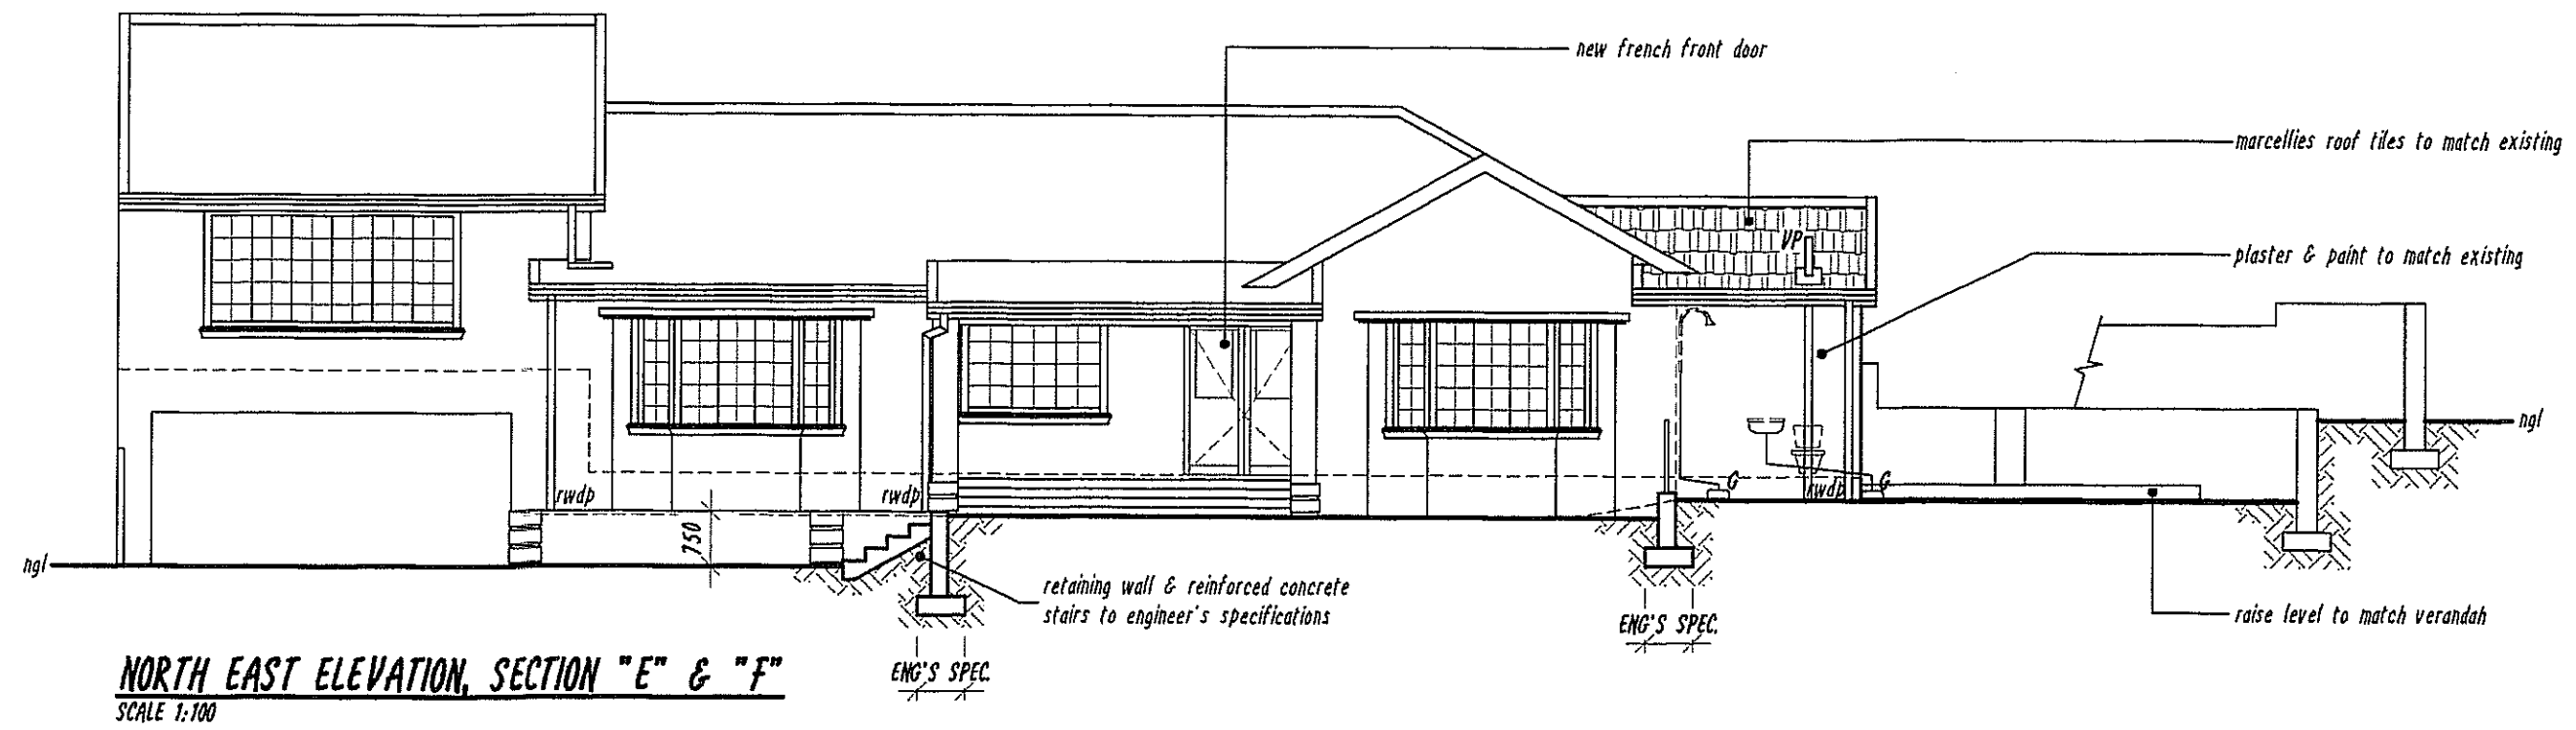 new french front door
marcellies roof tiles to match existing
VP
plaster & paint to match existing
ngl
rwdp
rwdp
G
rwdp
G
750
ngl
retaining wall & reinforced concrete
stairs to engineer's specifications
ENG'S SPEC.
raise level to match verandah
NORTH EAST ELEVATION, SECTION "E" & "F"
SCALE 1:100
ENG'S SPEC.